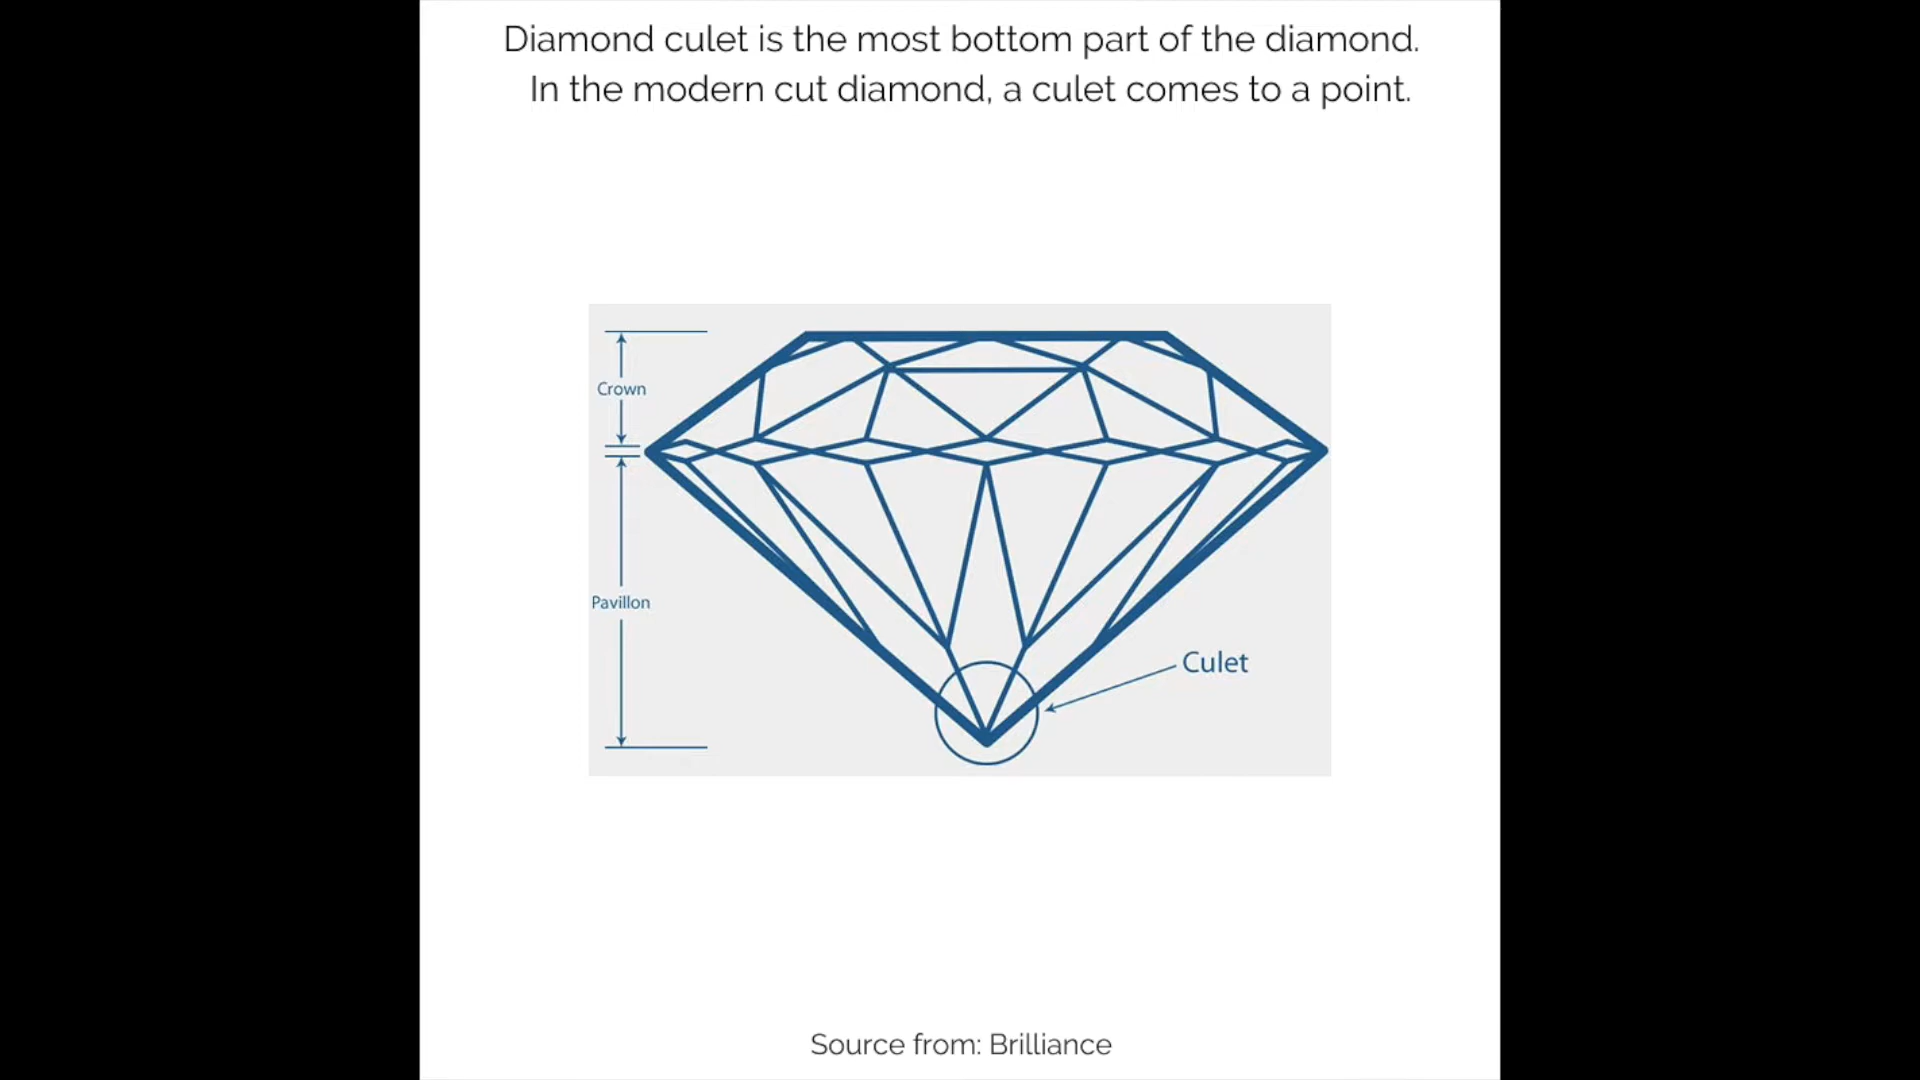 Diamond culet is the most bottom part of the diamond.
In the modern cut diamond, a culet comes to a point.
Crown
Pavillon
Culet
Source from: Brilliance